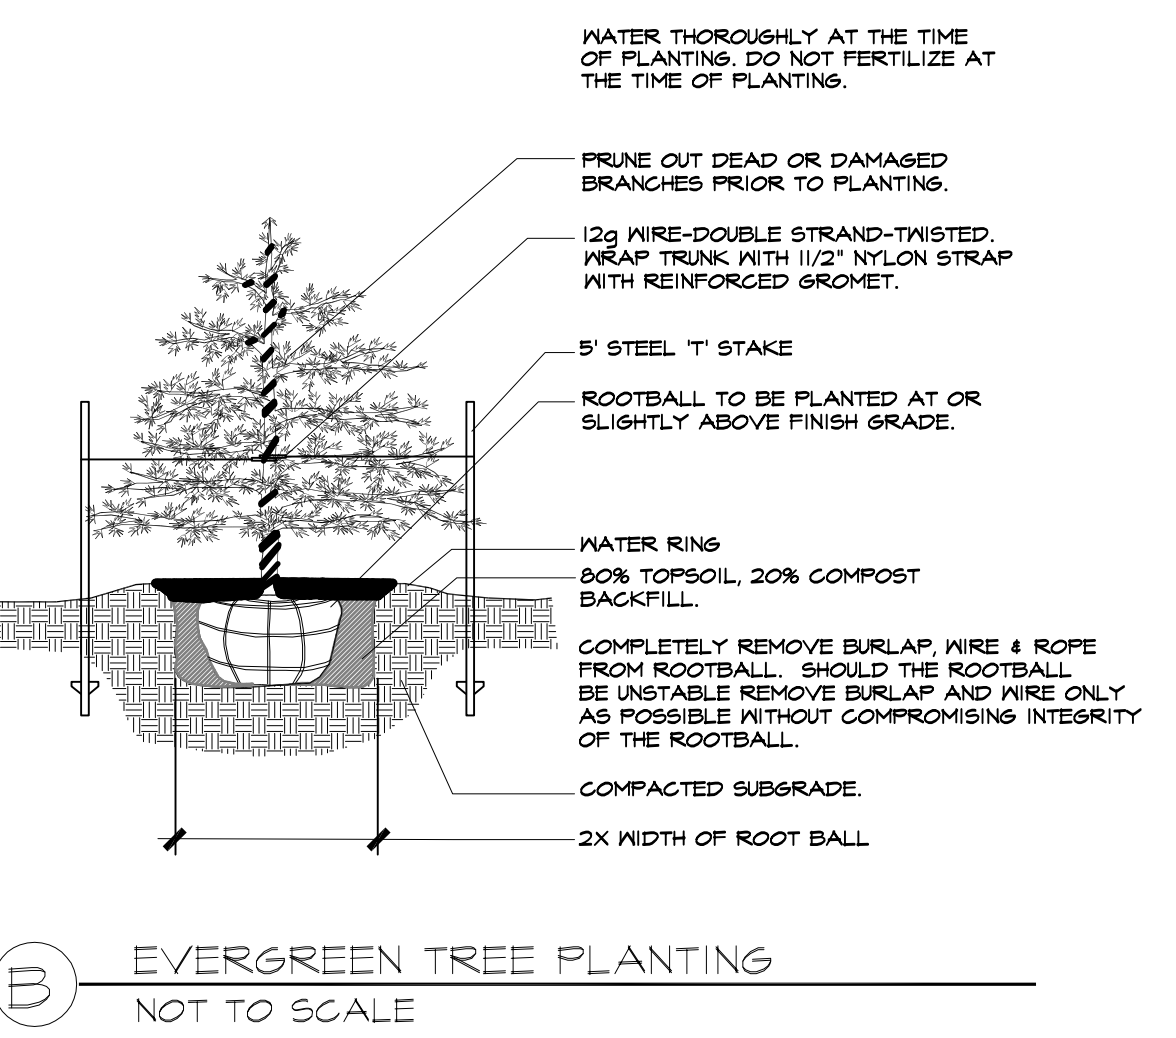 WATER THOROUGHLY AT THE TIME
OF PLANTING. DO NOT FERTILIZE AT
THE TIME OF PLANTING.
PRUNE OUT DEAD OR DAMAGED
BRANCHES PRIOR TO PLANTING.
12g WIRE-DOUBLE STRAND-TWISTED.
WRAP TRUNK WITH 11/2" NYLON STRAP
WITH REINFORCED GROMET.
5' STEEL 'T' STAKE
ROOTBALL TO BE PLANTED AT OR
SLIGHTLY ABOVE FINISH GRADE.
WATER RING
80% TOPSOIL, 20% COMPOST
BACKFILL.
COMPLETELY REMOVE BURLAP, WIRE & ROPE
FROM ROOTBALL. SHOULD THE ROOTBALL
BE UNSTABLE REMOVE BURLAP AND WIRE ONLY
AS POSSIBLE WITHOUT COMPROMISING INTEGRITY
OF THE ROOTBALL.
COMPACTED SUBGRADE.
2X WIDTH OF ROOT BALL
B
EVERGREEN TREE PLANTING
NOT TO SCALE